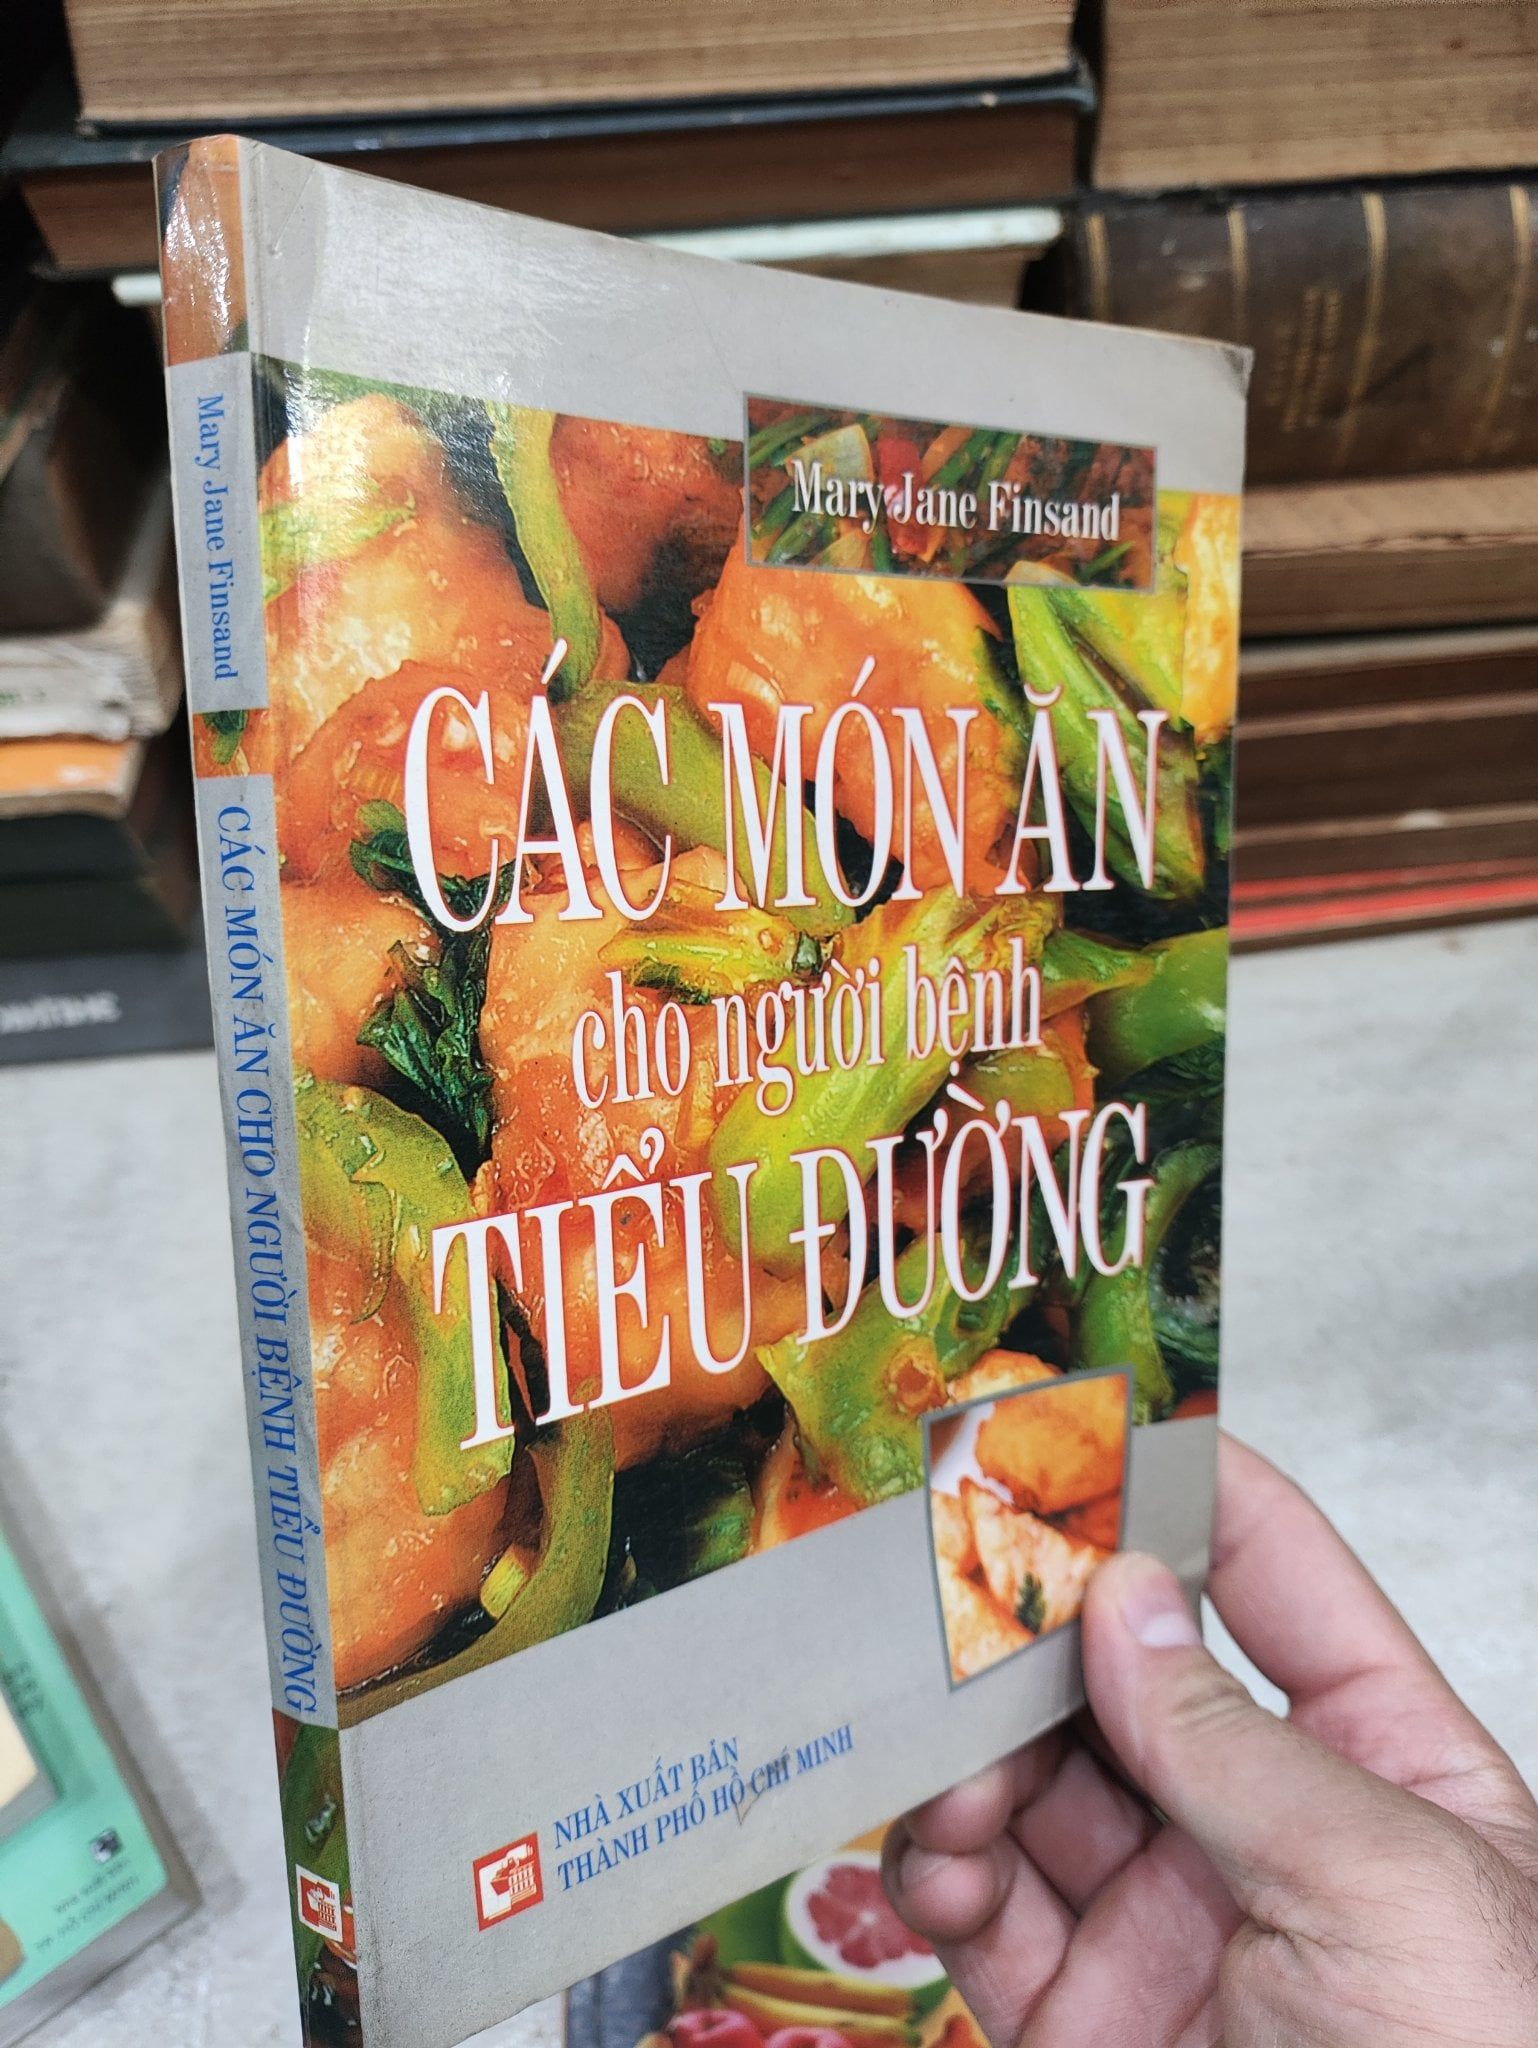 Mary Jane Finsand
CÁC MÓN ĂN
cho người bệnh
TIỂU ĐƯỜNG
NHÀ XUẤT BẢN
THÀNH PHỐ HỒ CHÍ MINH
Mary Jane Finsand
CÁC MÓN ĂN CHO NGƯỜI BỆNH TIỂU ĐƯỜNG